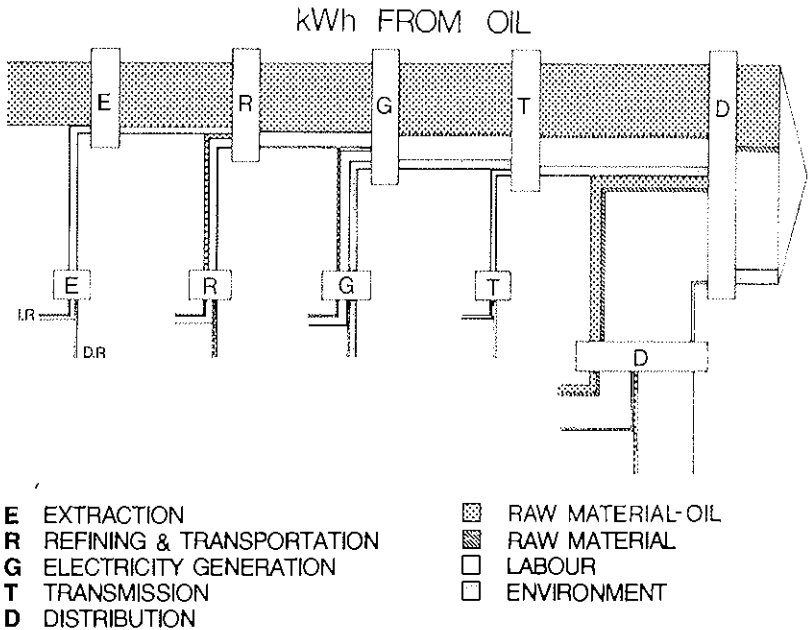 kWh FROM OIL
E R G T D
E R G T
I.R
D.R
D
E EXTRACTION
R REFINING & TRANSPORTATION
G ELECTRICITY GENERATION
T TRANSMISSION
D DISTRIBUTION
RAW MATERIAL-OIL
RAW MATERIAL
LABOUR
ENVIRONMENT